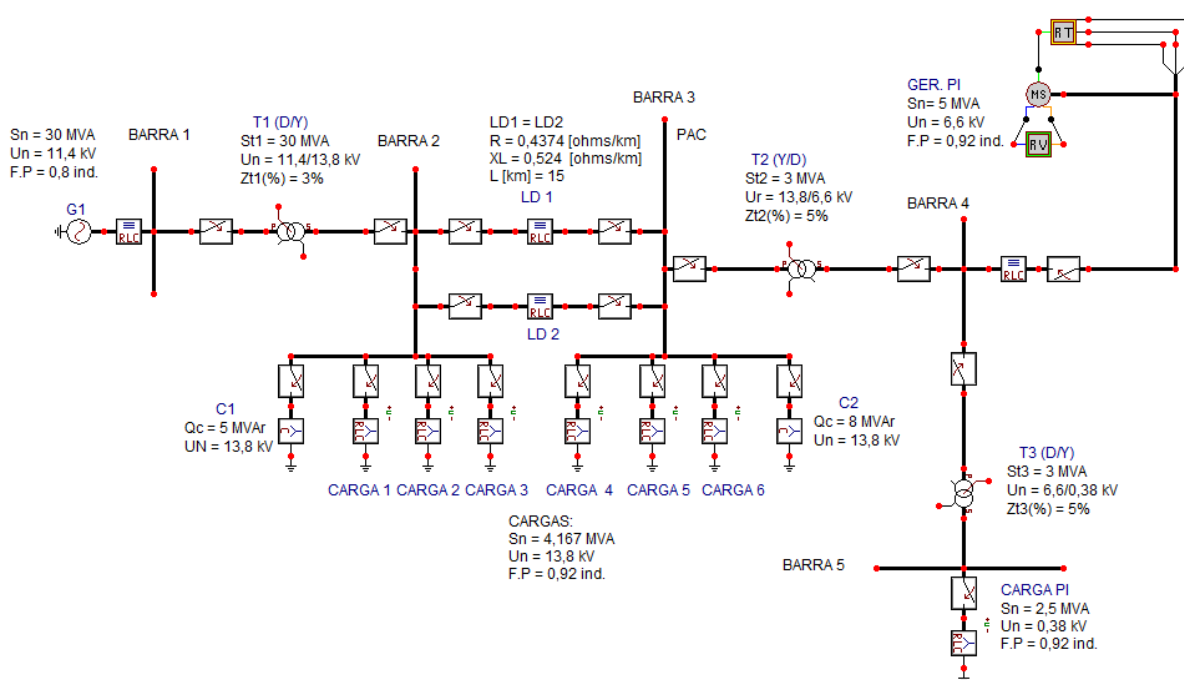 Sn = 30 MVA
Un = 11,4 kV
F.P = 0,8 ind.
G1
RLC
BARRA 1
T1 (D/Y)
St1 = 30 MVA
Un = 11,4/13,8 kV
Zt1(%) = 3%
P
S
BARRA 2
LD1 = LD2
R = 0,4374 [ohms/km]
XL = 0,524 [ohms/km]
L [km] = 15
LD 1
RLC
LD 2
RLC
BARRA 3
PAC
T2 (Y/D)
St2 = 3 MVA
Ur = 13,8/6,6 kV
Zt2(%) = 5%
P
S
GER. PI
Sn= 5 MVA
Un = 6,6 kV
F.P = 0,92 ind.
RT
MS
RV
BARRA 4
RLC
C1
Qc = 5 MVAr
UN = 13,8 kV
C
RLC
RLC
RLC
RLC
RLC
RLC
C
C2
Qc = 8 MVAr
Un = 13,8 kV
CARGA 1
CARGA 2
CARGA 3
CARGA 4
CARGA 5
CARGA 6
CARGAS:
Sn = 4,167 MVA
Un = 13,8 kV
F.P = 0,92 ind.
T3 (D/Y)
St3 = 3 MVA
Un = 6,6/0,38 kV
Zt3(%) = 5%
P
S
BARRA 5
CARGA PI
Sn = 2,5 MVA
Un = 0,38 kV
F.P = 0,92 ind.
RLC